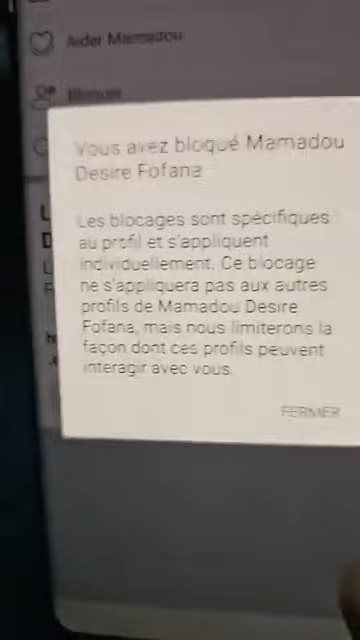 Aider Mamadou
Bloquer
Vous avez bloqué Mamadou
Desire Fofana
Les blocages sont spécifiques
au profil et s'appliquent
individuellement. Ce blocage
ne s'appliquera pas aux autres
profils de Mamadou Desire
Fofana, mais nous limiterons la
façon dont ces profils peuvent
interagir avec vous.
FERMER